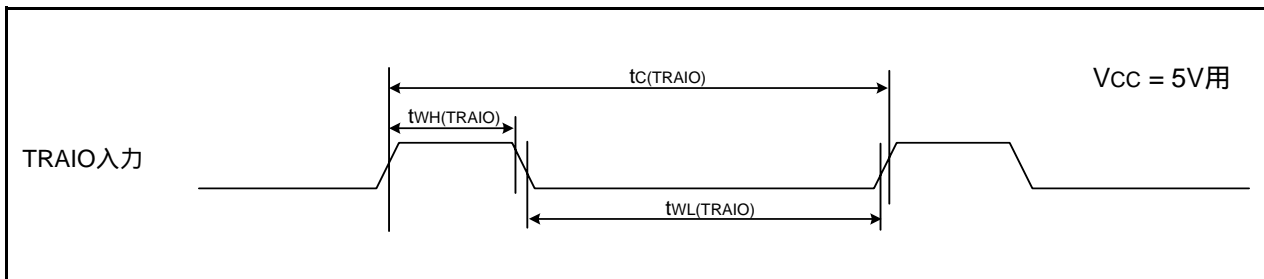 tC(TRAIO)
VCC = 5V用
tWH(TRAIO)
TRAIO入力
tWL(TRAIO)